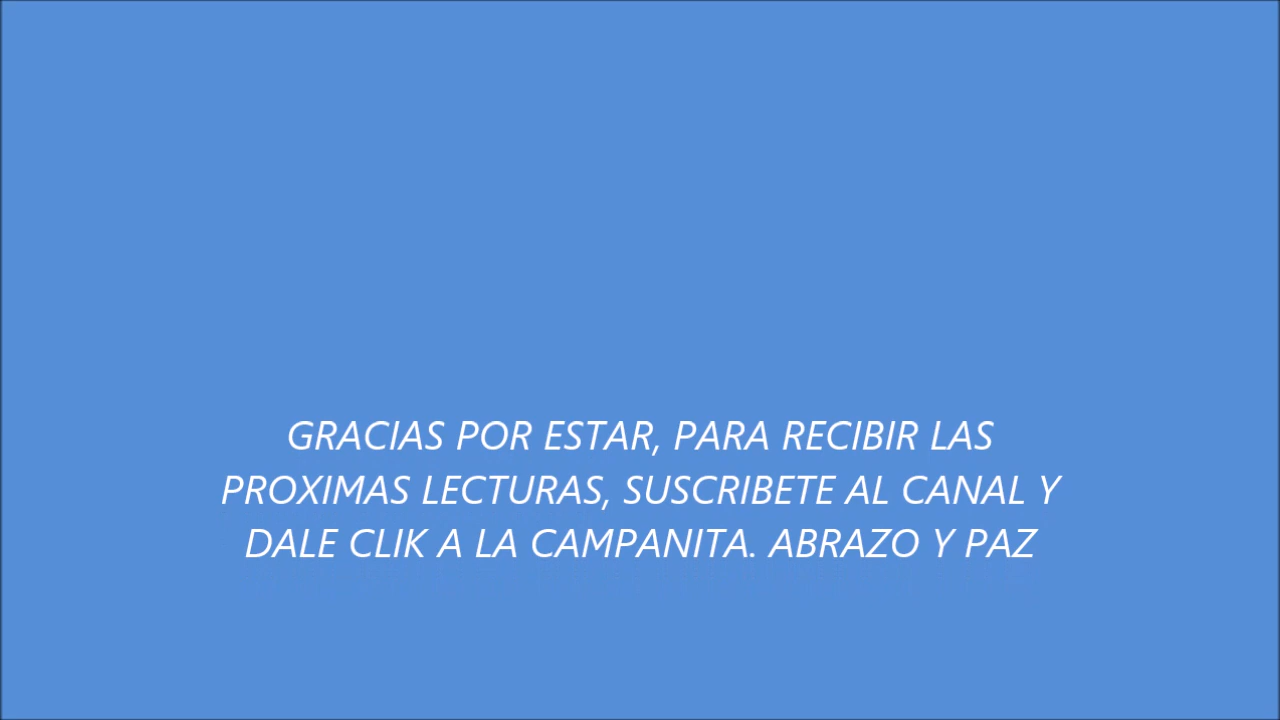 GRACIAS POR ESTAR, PARA RECIBIR LAS
PROXIMAS LECTURAS, SUSCRIBETE AL CANAL Y
DALE CLIK A LA CAMPANITA. ABRAZO Y PAZ